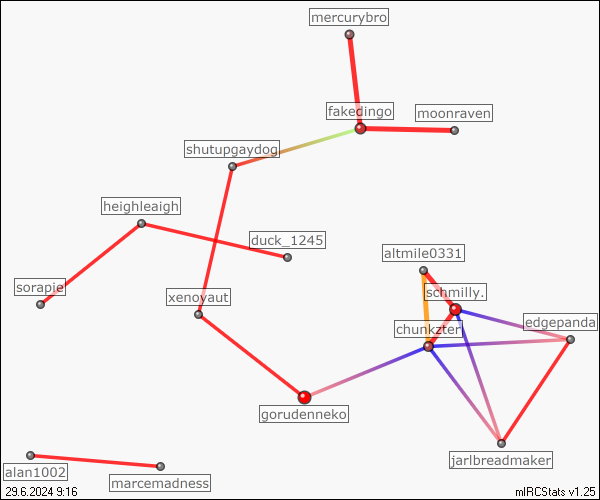 mercurybro
fakedingo
moonraven
shutupgaydog
heighleaigh
duck_1245
altmile0331
sorapie
xenoyaut
schmilly.
chunkzter
edgepanda
gorudenneko
jarlbreadmaker
alan1002
marcemadness
29.6.2024 9:16
mIRCStats v1.25